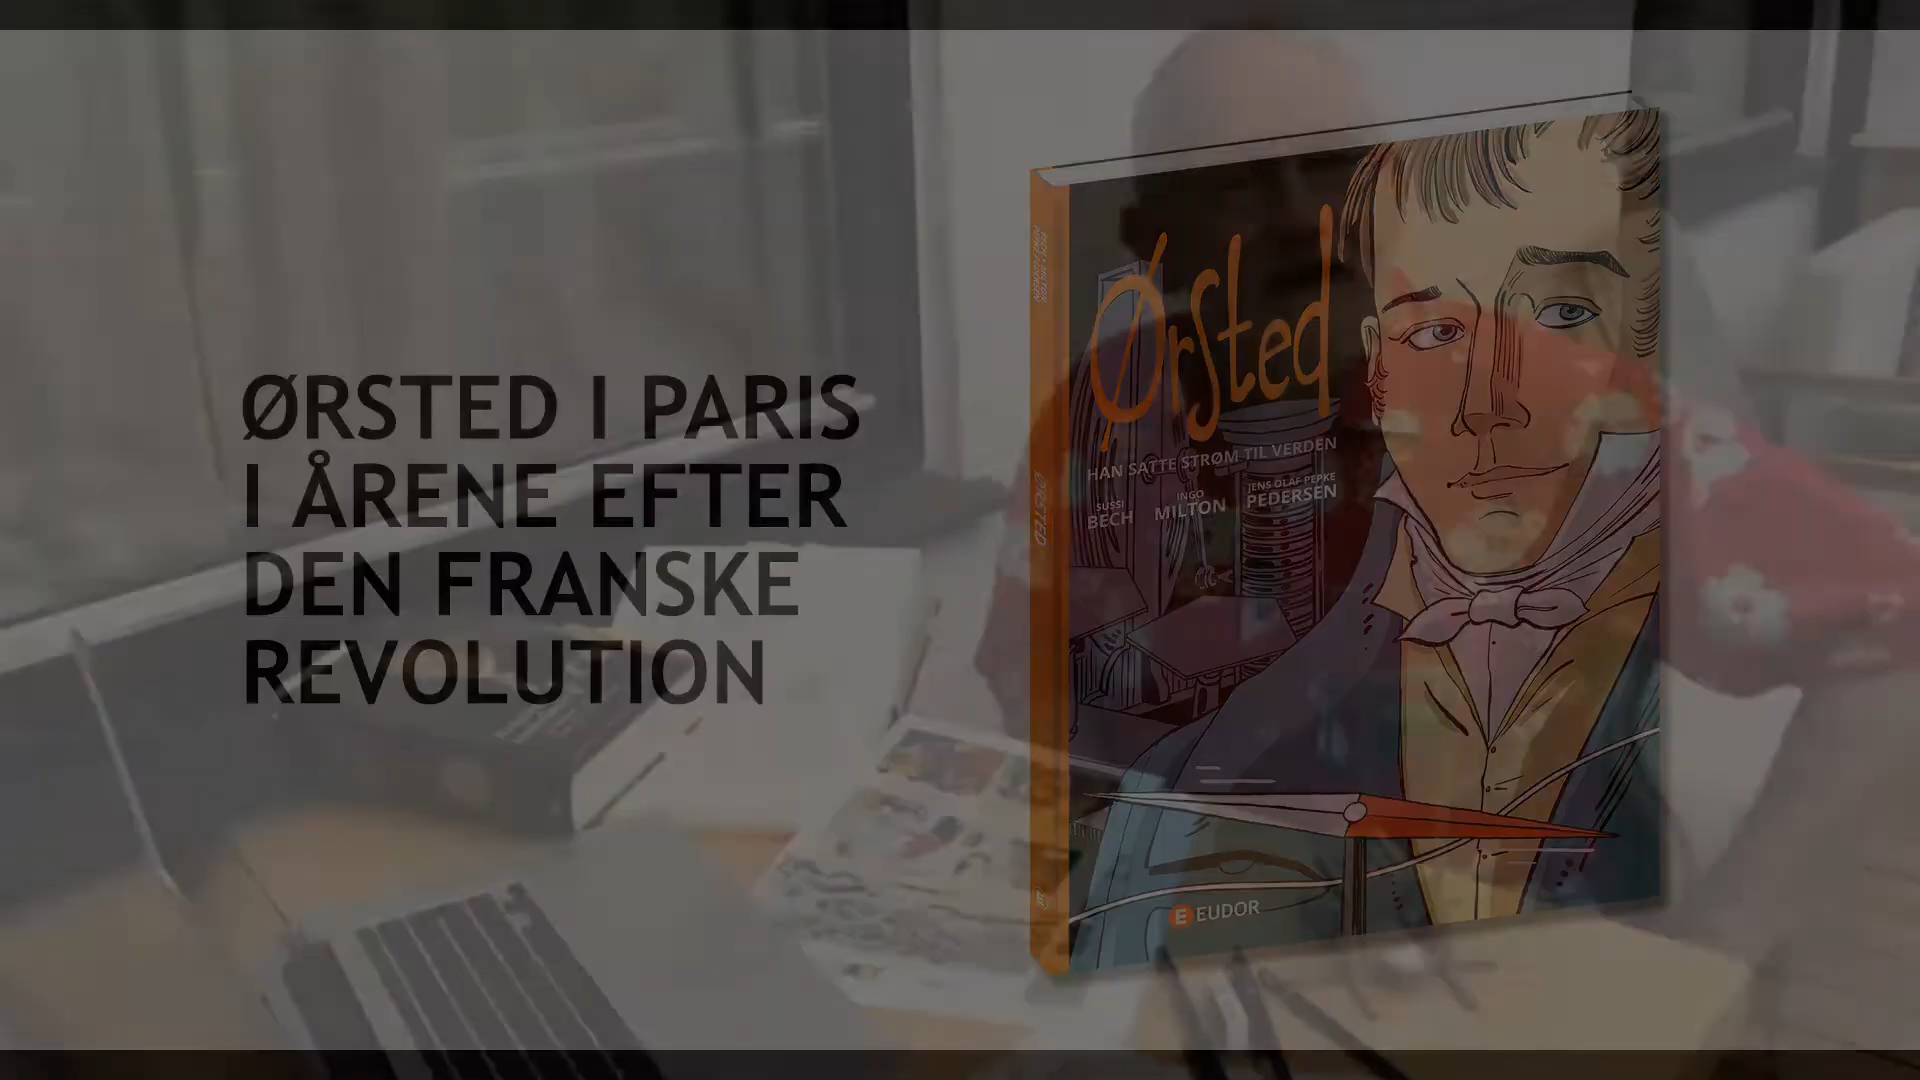 ØRSTED I PARIS
I ÅRENE EFTER
DEN FRANSKE
REVOLUTION
Ørsted
HAN SATTE STRØM TIL VERDEN
SUSSI
BECH
INGO
MILTON
JENS OLAF PEPKE
PEDERSEN
E EUDOR
ØRSTED